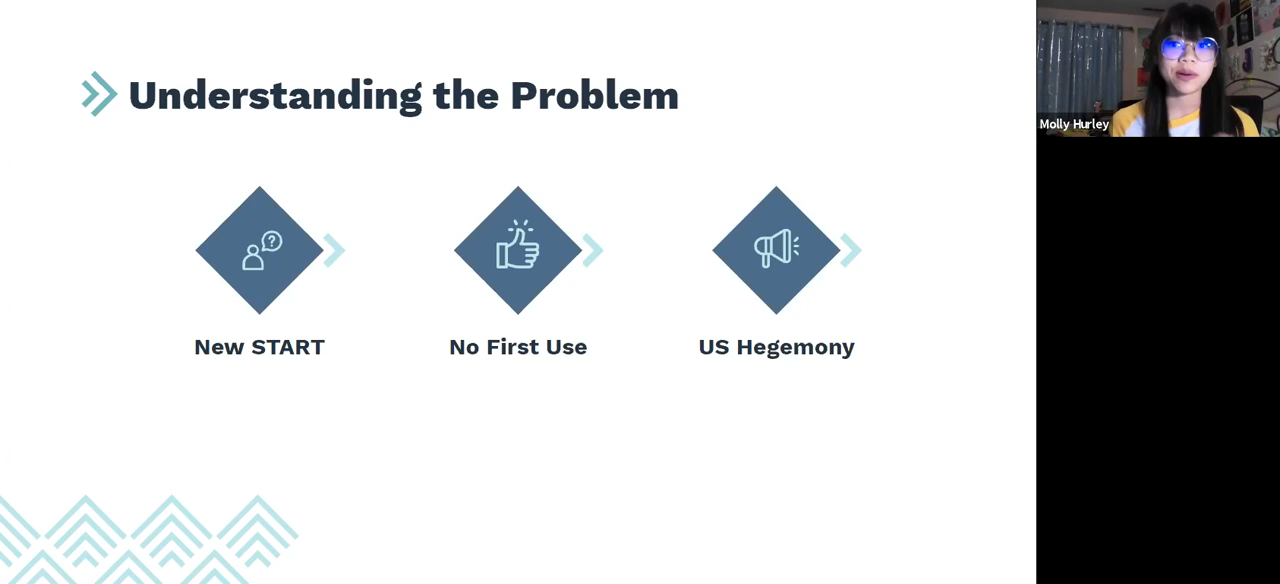 Understanding the Problem
New START
No First Use
US Hegemony
Molly Hurley